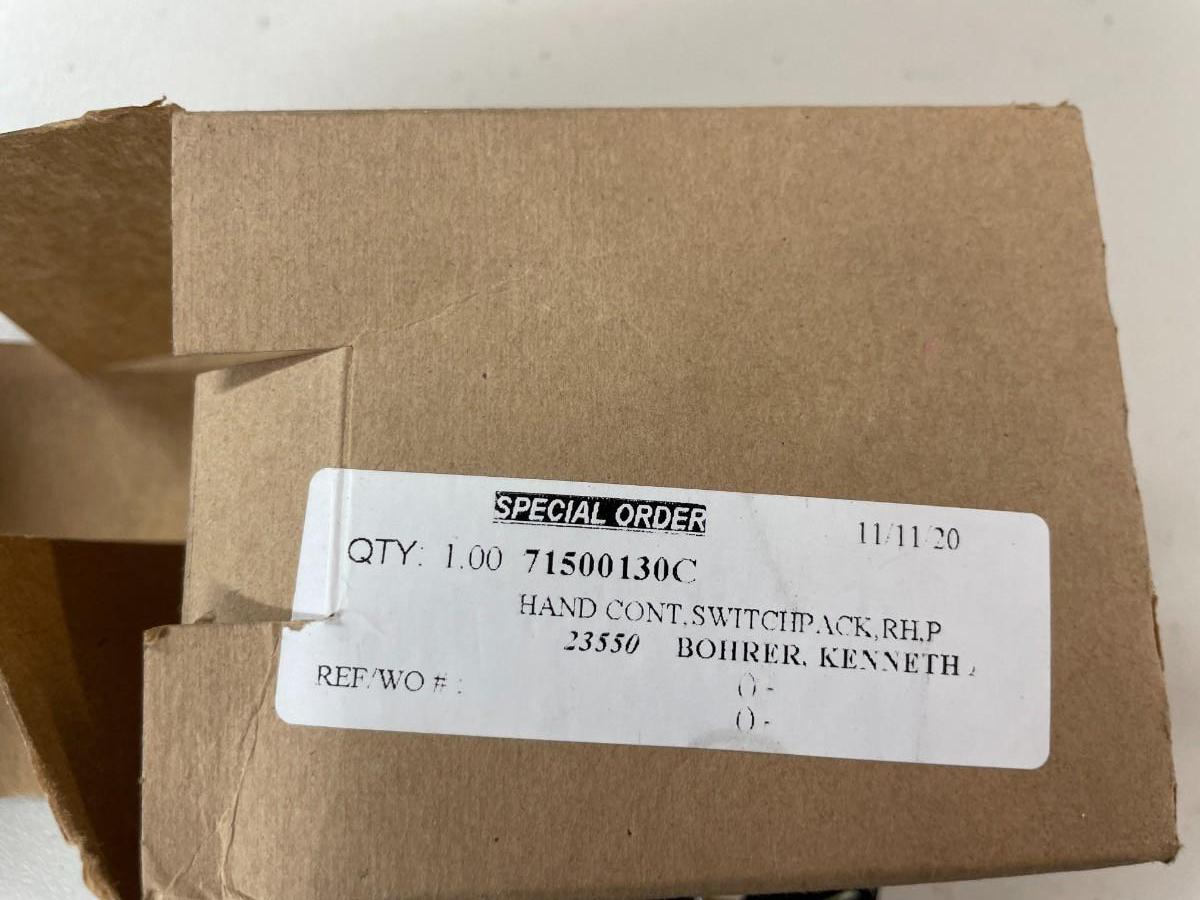 SPECIAL ORDER
11/11/20
QTY: 1.00 71500130C
HAND CONT,SWITCHPACK,RH,P
23550 BOHRER, KENNETH
REF/WO # :
() -
() -